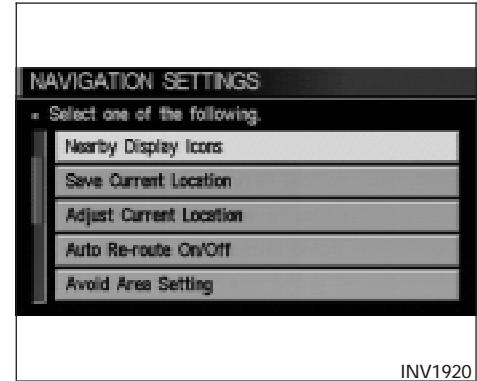 NAVIGATION SETTINGS
Select one of the following.
Nearby Display Icons
Save Current Location
Adjust Current Location
Auto Re-route On/Off
Avoid Area Setting
INV1920